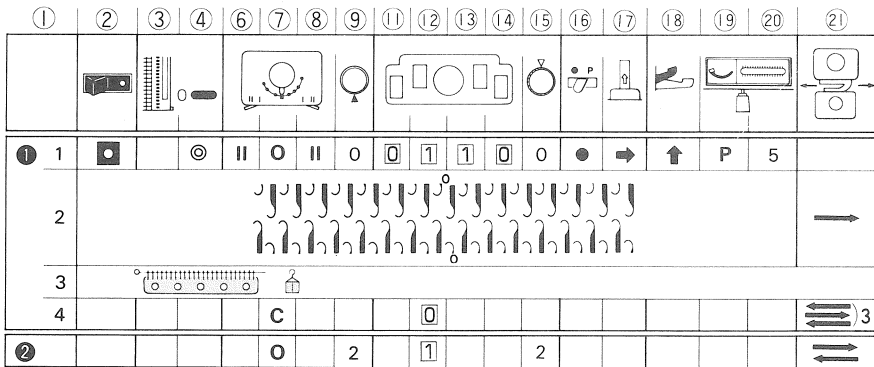 ① ② ③ ④ ⑥ ⑦ ⑧ ⑨ ⑪ ⑫ ⑬ ⑭ ⑮ ⑯ ⑰ ⑱ ⑲ ⑳ ㉑
● P
❶ 1 ◎ II O II 0 0 1 1 0 0 ● ➡ ⬆ P 5
2 O O
3
4 C 0 3
❷ O 2 1 2